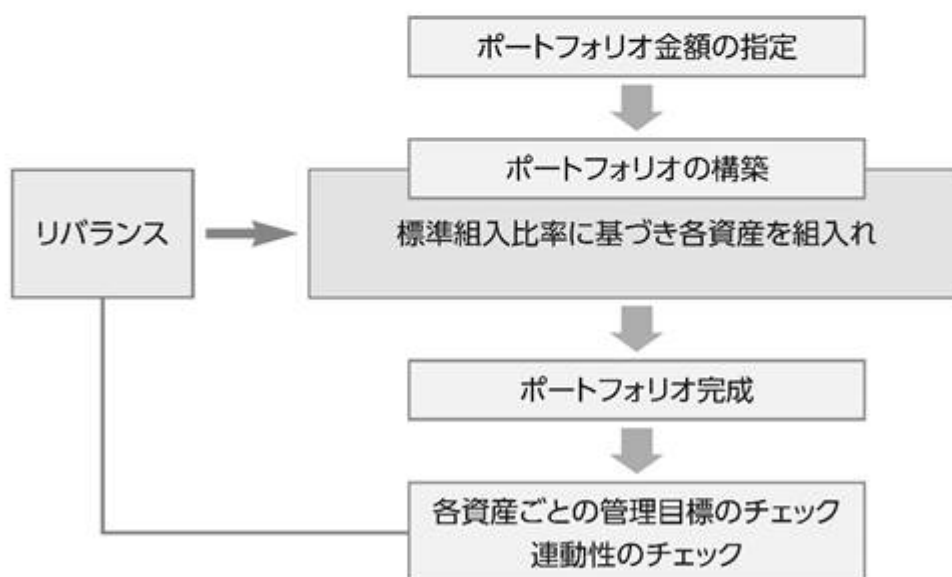 ポートフォリオ金額の指定
ポートフォリオの構築
リバランス
標準組入比率に基づき各資産を組入れ
ポートフォリオ完成
各資産ごとの管理目標のチェック
連動性のチェック